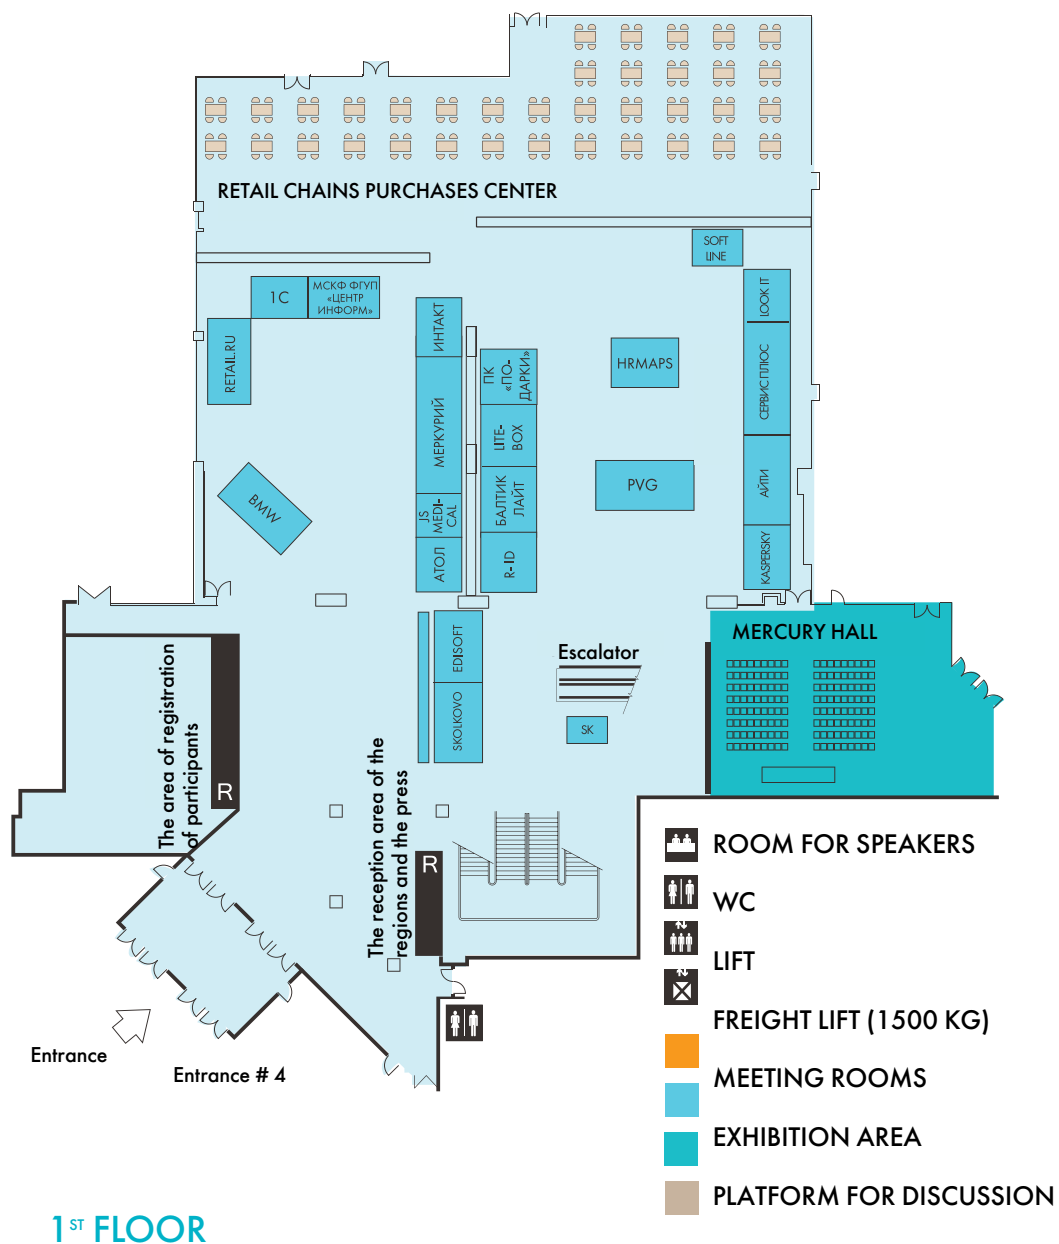 RETAIL CHAINS PURCHASES CENTER
SOFT
LINE
1C
МСКФ ФГУП
«ЦЕНТР
ИНФОРМ»
RETAIL.RU
ИНТАКТ
МЕРКУРИЙ
JS
MEDI-
CAL
АТОЛ
ПК
«ПО-
ДАРКИ»
LITE-
BOX
БАЛТИК
ЛАЙТ
R-ID
HRMAPS
PVG
LOOK IT
СЕРВИС ПЛЮС
АЙТИ
KASPERSKY
BMW
EDISOFT
SKOLKOVO
Escalator
SK
MERCURY HALL
The area of registration
of participants
R
The reception area of the
regions and the press
R
Entrance
Entrance # 4
ROOM FOR SPEAKERS
WC
LIFT
FREIGHT LIFT (1500 KG)
MEETING ROOMS
EXHIBITION AREA
PLATFORM FOR DISCUSSION
1ST FLOOR